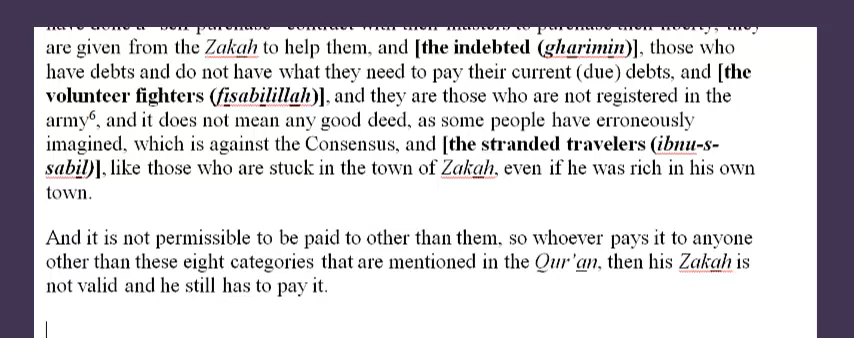 are given from the Zakah to help them, and [the indebted (gharimin)], those who
have debts and do not have what they need to pay their current (due) debts, and [the
volunteer fighters (fisabilillah)], and they are those who are not registered in the
army⁶, and it does not mean any good deed, as some people have erroneously
imagined, which is against the Consensus, and [the stranded travelers (ibnu-s-
sabil)], like those who are stuck in the town of Zakah, even if he was rich in his own
town.
And it is not permissible to be paid to other than them, so whoever pays it to anyone
other than these eight categories that are mentioned in the Qur'an, then his Zakah is
not valid and he still has to pay it.